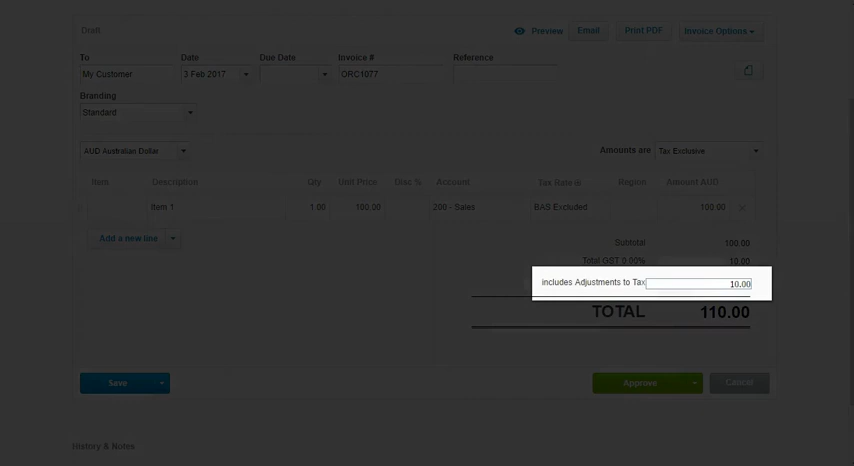 Draft
Preview
Email
Print PDF
Invoice Options
To
Date
Due Date
Invoice #
Reference
My Customer
3 Feb 2017
ORC1077
Branding
Standard
AUD Australian Dollar
Amounts are
Tax Exclusive
Item
Description
Qty
Unit Price
Disc %
Account
Tax Rate
Region
Amount AUD
Item 1
1.00
100.00
200 - Sales
BAS Excluded
100.00
Add a new line
Subtotal
100.00
Total GST 0.00%
10.00
includes Adjustments to Tax
10.00
TOTAL
110.00
Save
Approve
Cancel
History & Notes